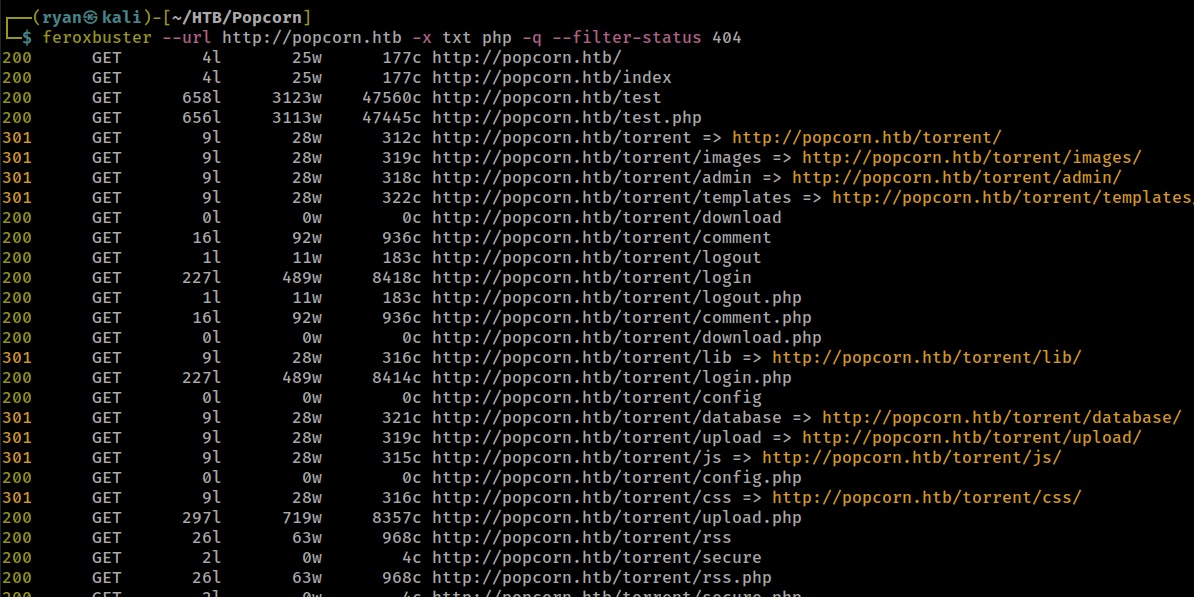 (ryan㉿kali)-[~/HTB/Popcorn]
$ feroxbuster --url http://popcorn.htb -x txt php -q --filter-status 404
200 GET 4l 25w 177c http://popcorn.htb/
200 GET 4l 25w 177c http://popcorn.htb/index
200 GET 658l 3123w 47560c http://popcorn.htb/test
200 GET 656l 3113w 47445c http://popcorn.htb/test.php
301 GET 9l 28w 312c http://popcorn.htb/torrent => http://popcorn.htb/torrent/
301 GET 9l 28w 319c http://popcorn.htb/torrent/images => http://popcorn.htb/torrent/images/
301 GET 9l 28w 318c http://popcorn.htb/torrent/admin => http://popcorn.htb/torrent/admin/
301 GET 9l 28w 322c http://popcorn.htb/torrent/templates => http://popcorn.htb/torrent/templates/
200 GET 0l 0w 0c http://popcorn.htb/torrent/download
200 GET 16l 92w 936c http://popcorn.htb/torrent/comment
200 GET 1l 11w 183c http://popcorn.htb/torrent/logout
200 GET 227l 489w 8418c http://popcorn.htb/torrent/login
200 GET 1l 11w 183c http://popcorn.htb/torrent/logout.php
200 GET 16l 92w 936c http://popcorn.htb/torrent/comment.php
200 GET 0l 0w 0c http://popcorn.htb/torrent/download.php
301 GET 9l 28w 316c http://popcorn.htb/torrent/lib => http://popcorn.htb/torrent/lib/
200 GET 227l 489w 8414c http://popcorn.htb/torrent/login.php
200 GET 0l 0w 0c http://popcorn.htb/torrent/config
301 GET 9l 28w 321c http://popcorn.htb/torrent/database => http://popcorn.htb/torrent/database/
301 GET 9l 28w 319c http://popcorn.htb/torrent/upload => http://popcorn.htb/torrent/upload/
301 GET 9l 28w 315c http://popcorn.htb/torrent/js => http://popcorn.htb/torrent/js/
200 GET 0l 0w 0c http://popcorn.htb/torrent/config.php
301 GET 9l 28w 316c http://popcorn.htb/torrent/css => http://popcorn.htb/torrent/css/
200 GET 297l 719w 8357c http://popcorn.htb/torrent/upload.php
200 GET 26l 63w 968c http://popcorn.htb/torrent/rss
200 GET 2l 0w 4c http://popcorn.htb/torrent/secure
200 GET 26l 63w 968c http://popcorn.htb/torrent/rss.php
200 GET 2l 0w 4c http://popcorn.htb/torrent/secure.php